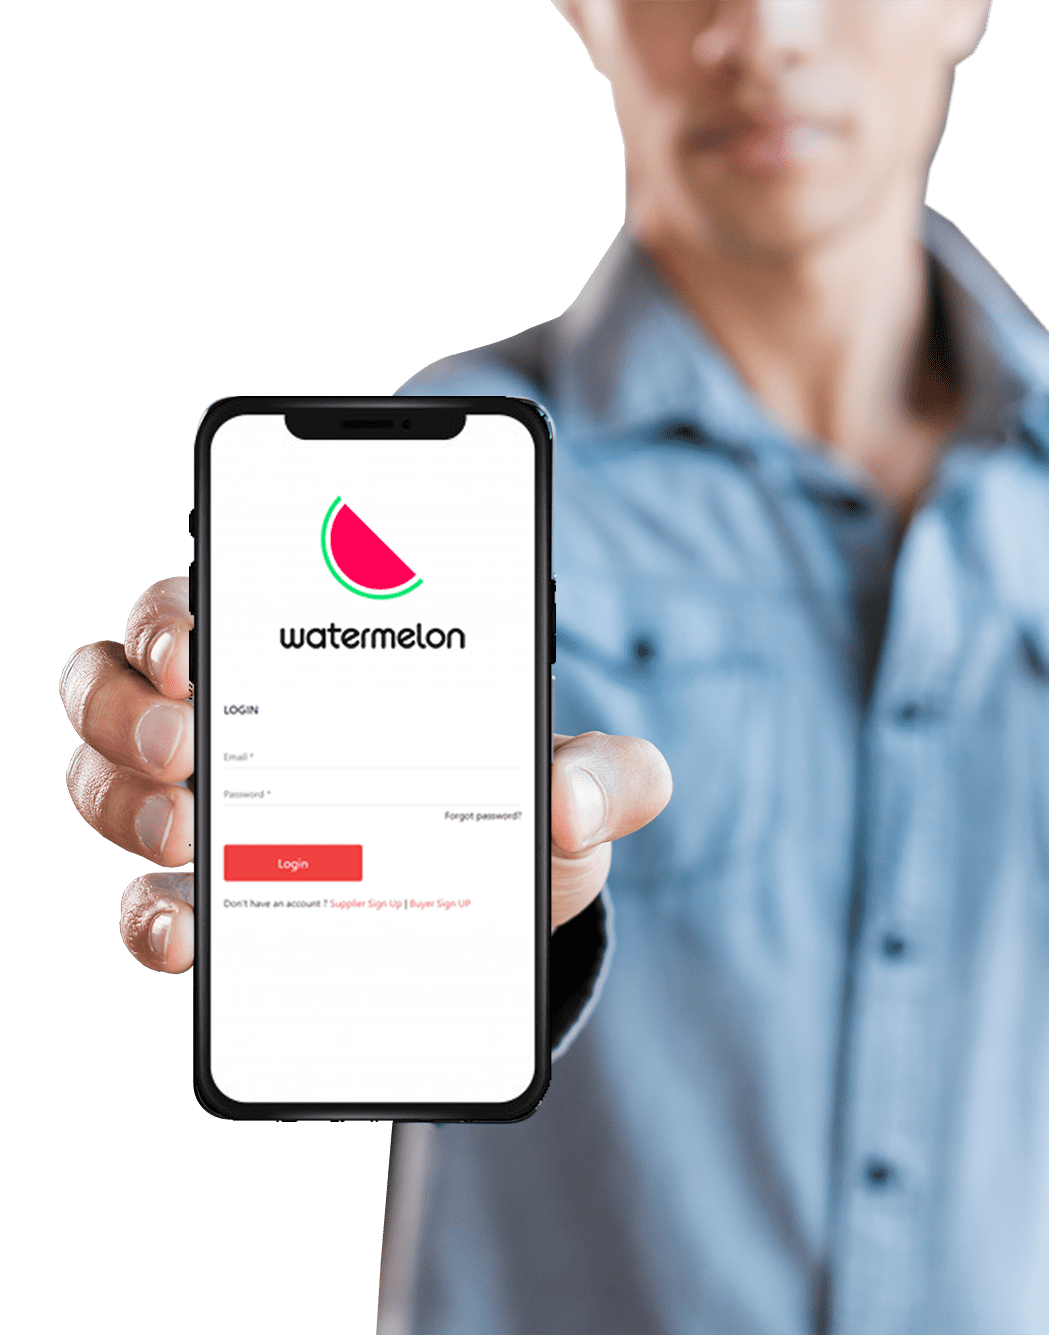 watermelon
LOGIN
Email *
Password *
Forgot password?
Login
Don't have an account ? Supplier Sign Up | Buyer Sign UP